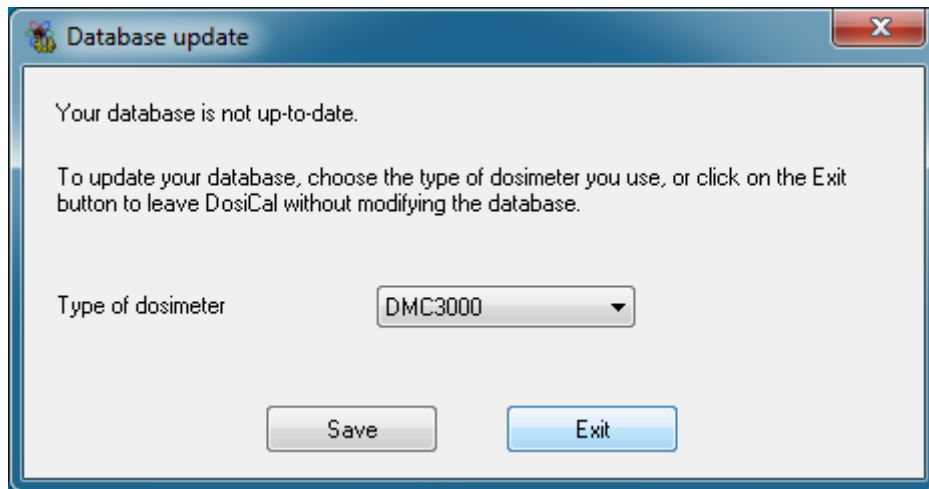 Database update
Your database is not up-to-date.
To update your database, choose the type of dosimeter you use, or click on the Exit
button to leave DosiCal without modifying the database.
Type of dosimeter DMC3000
Save Exit